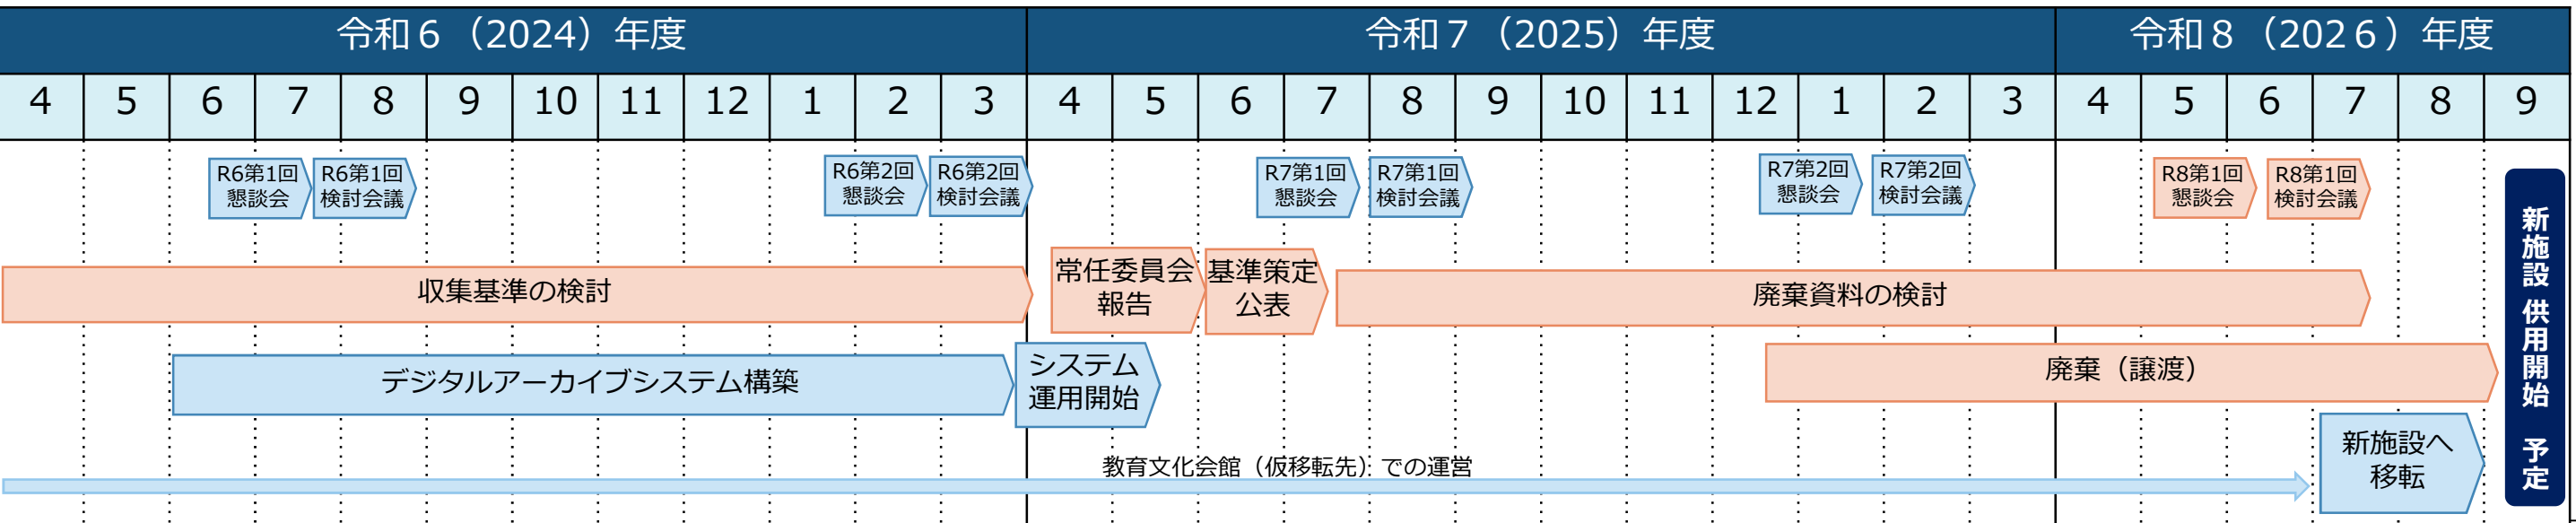 令和６（2024）年度 令和７（2025）年度 令和８（202６）年度
4 5 6 7 8 9 10 11 12 1 2 3 4 5 6 7 8 9 10 11 12 1 2 3 4 5 6 7 8 9
R6第1回
懇談会
R6第1回
検討会議
R6第2回
懇談会
R6第2回
検討会議
R7第1回
懇談会
R7第1回
検討会議
R7第2回
懇談会
R7第2回
検討会議
R8第1回
懇談会
R8第1回
検討会議
収集基準の検討
常任委員会
報告
基準策定
公表
廃棄資料の検討
デジタルアーカイブシステム構築
システム
運用開始
廃棄（譲渡）
教育文化会館（仮移転先）での運営
新施設へ
移転
新施設 供用開始 予定